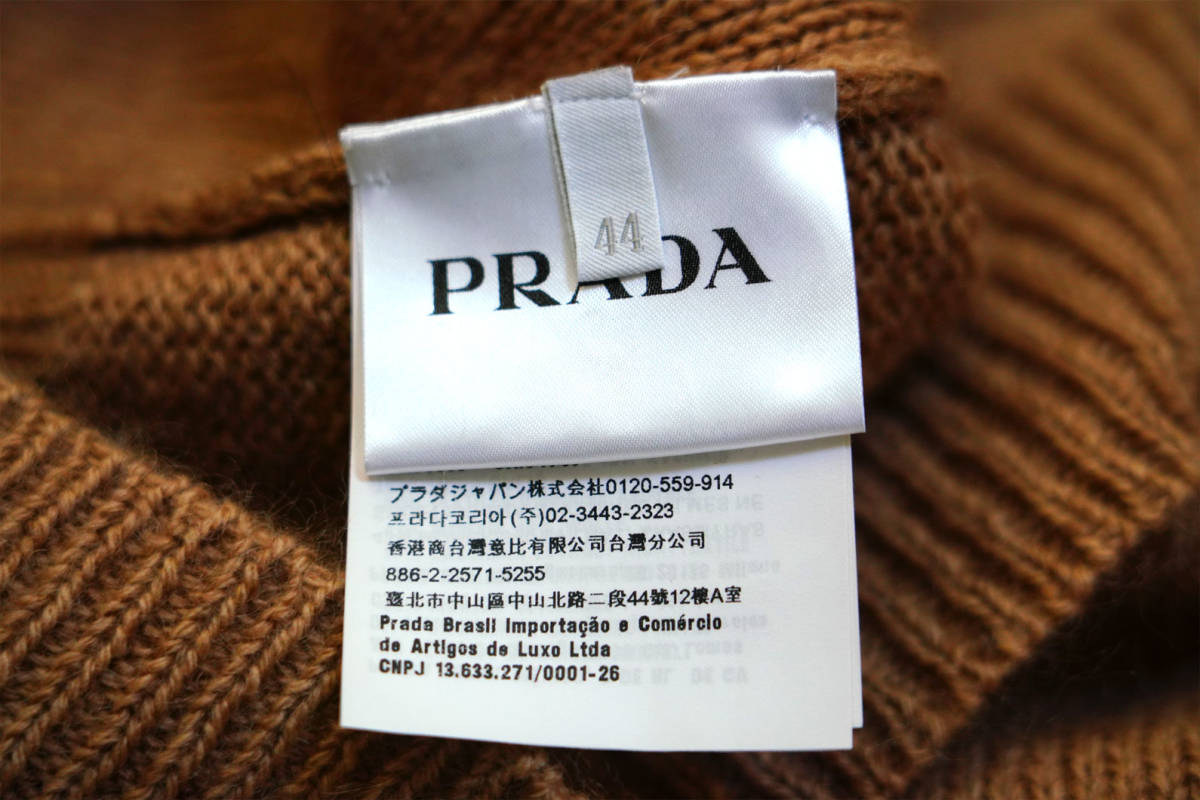 44
PRADA
プラダジャパン株式会社0120-559-914
프라다코리아(주)02-3443-2323
香港商台灣意比有限公司台灣分公司
886-2-2571-5255
臺北市中山區中山北路二段44號12樓A室
Prada Brasil Importação e Comércio
de Artigos de Luxo Ltda
CNPJ 13.633.271/0001-26